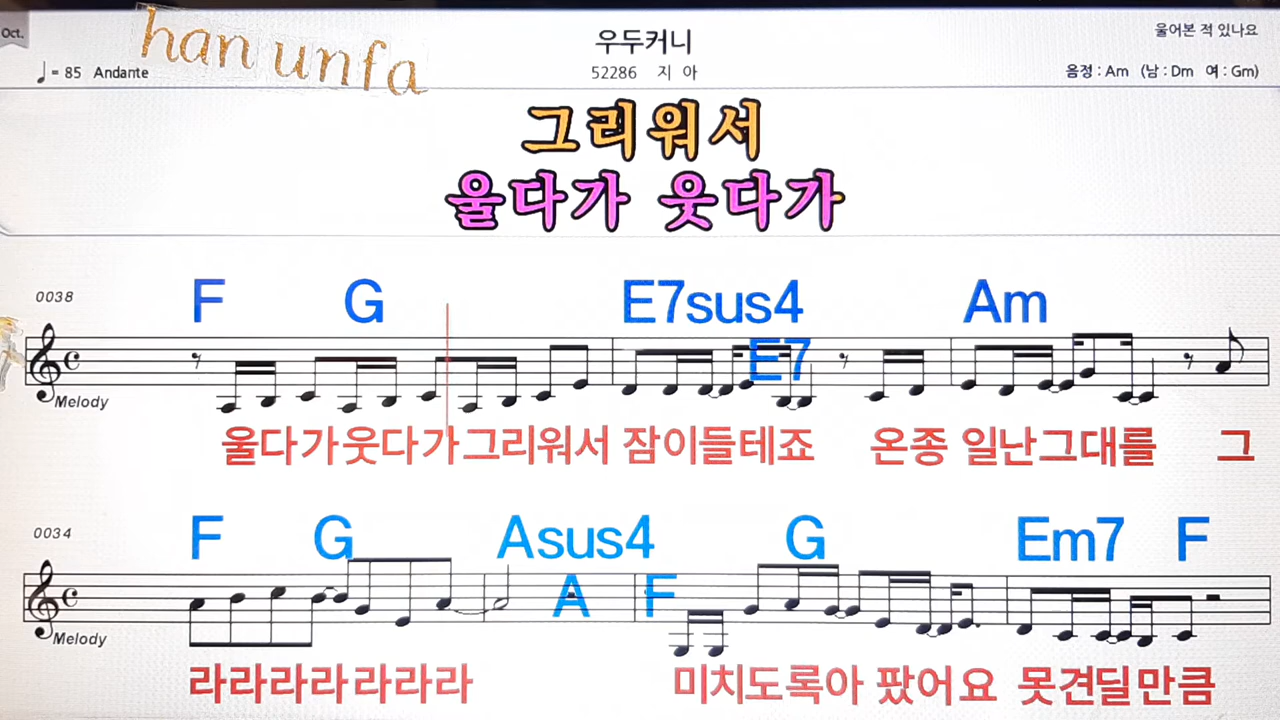 Oct.
han unfa
♩= 85 Andante
우두커니
52286 지 아
울어본 적 있나요
음정 : Am (남 : Dm 여 : Gm)
그리워서
울다가 웃다가
0038
F G E7sus4 E7 Am
Melody
울다가웃다가그리워서 잠이들테죠 온종 일난그대를 그
0034
F G Asus4 A F G Em7 F
Melody
라라라라라라라 미치도록아 팠어요 못견딜만큼